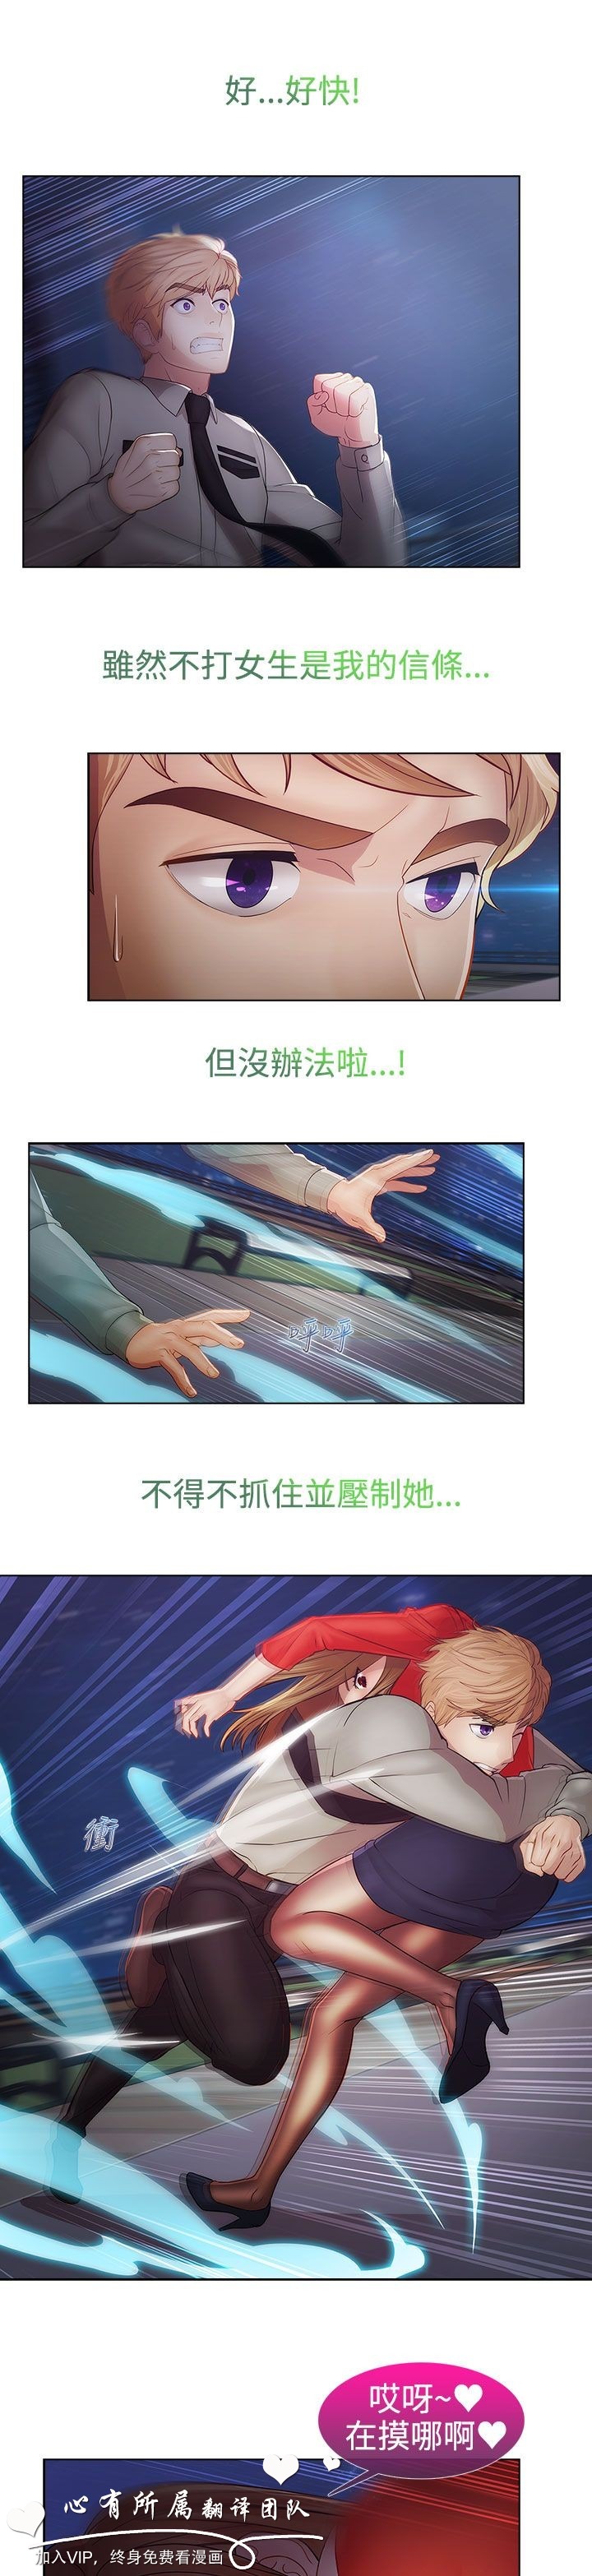 好...好快!
雖然不打女生是我的信條...
但沒辦法啦...!
呼呼
不得不抓住並壓制她...
衝
哎呀~♥
在摸哪啊♥
心有所属翻译团队
加入VIP，终身免费看漫画